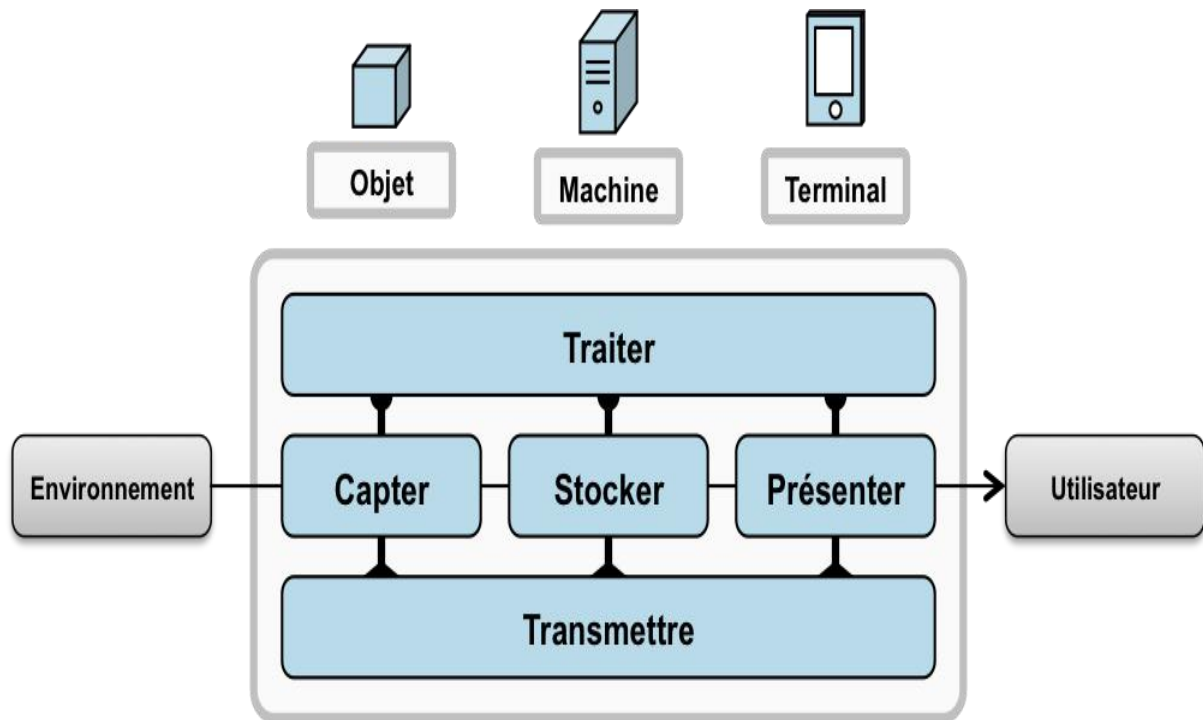 Objet
Machine
Terminal
Traiter
Environnement
Capter
Stocker
Présenter
Utilisateur
Transmettre